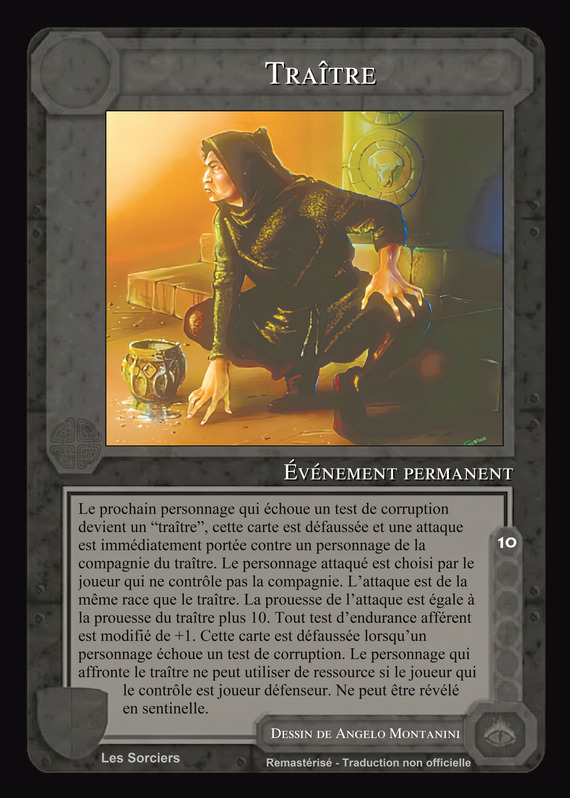 Traître
Événement permanent
Le prochain personnage qui échoue un test de corruption
devient un “traître”, cette carte est défaussée et une attaque
est immédiatement portée contre un personnage de la
compagnie du traître. Le personnage attaqué est choisi par le
joueur qui ne contrôle pas la compagnie. L’attaque est de la
même race que le traître. La prouesse de l’attaque est égale à
la prouesse du traître plus 10. Tout test d’endurance afférent
est modifié de +1. Cette carte est défaussée lorsqu’un
personnage échoue un test de corruption. Le personnage qui
affronte le traître ne peut utiliser de ressource si le joueur qui
le contrôle est joueur défenseur. Ne peut être révélé
en sentinelle.
10
Dessin de Angelo Montanini
Les Sorciers
Remastérisé - Traduction non officielle